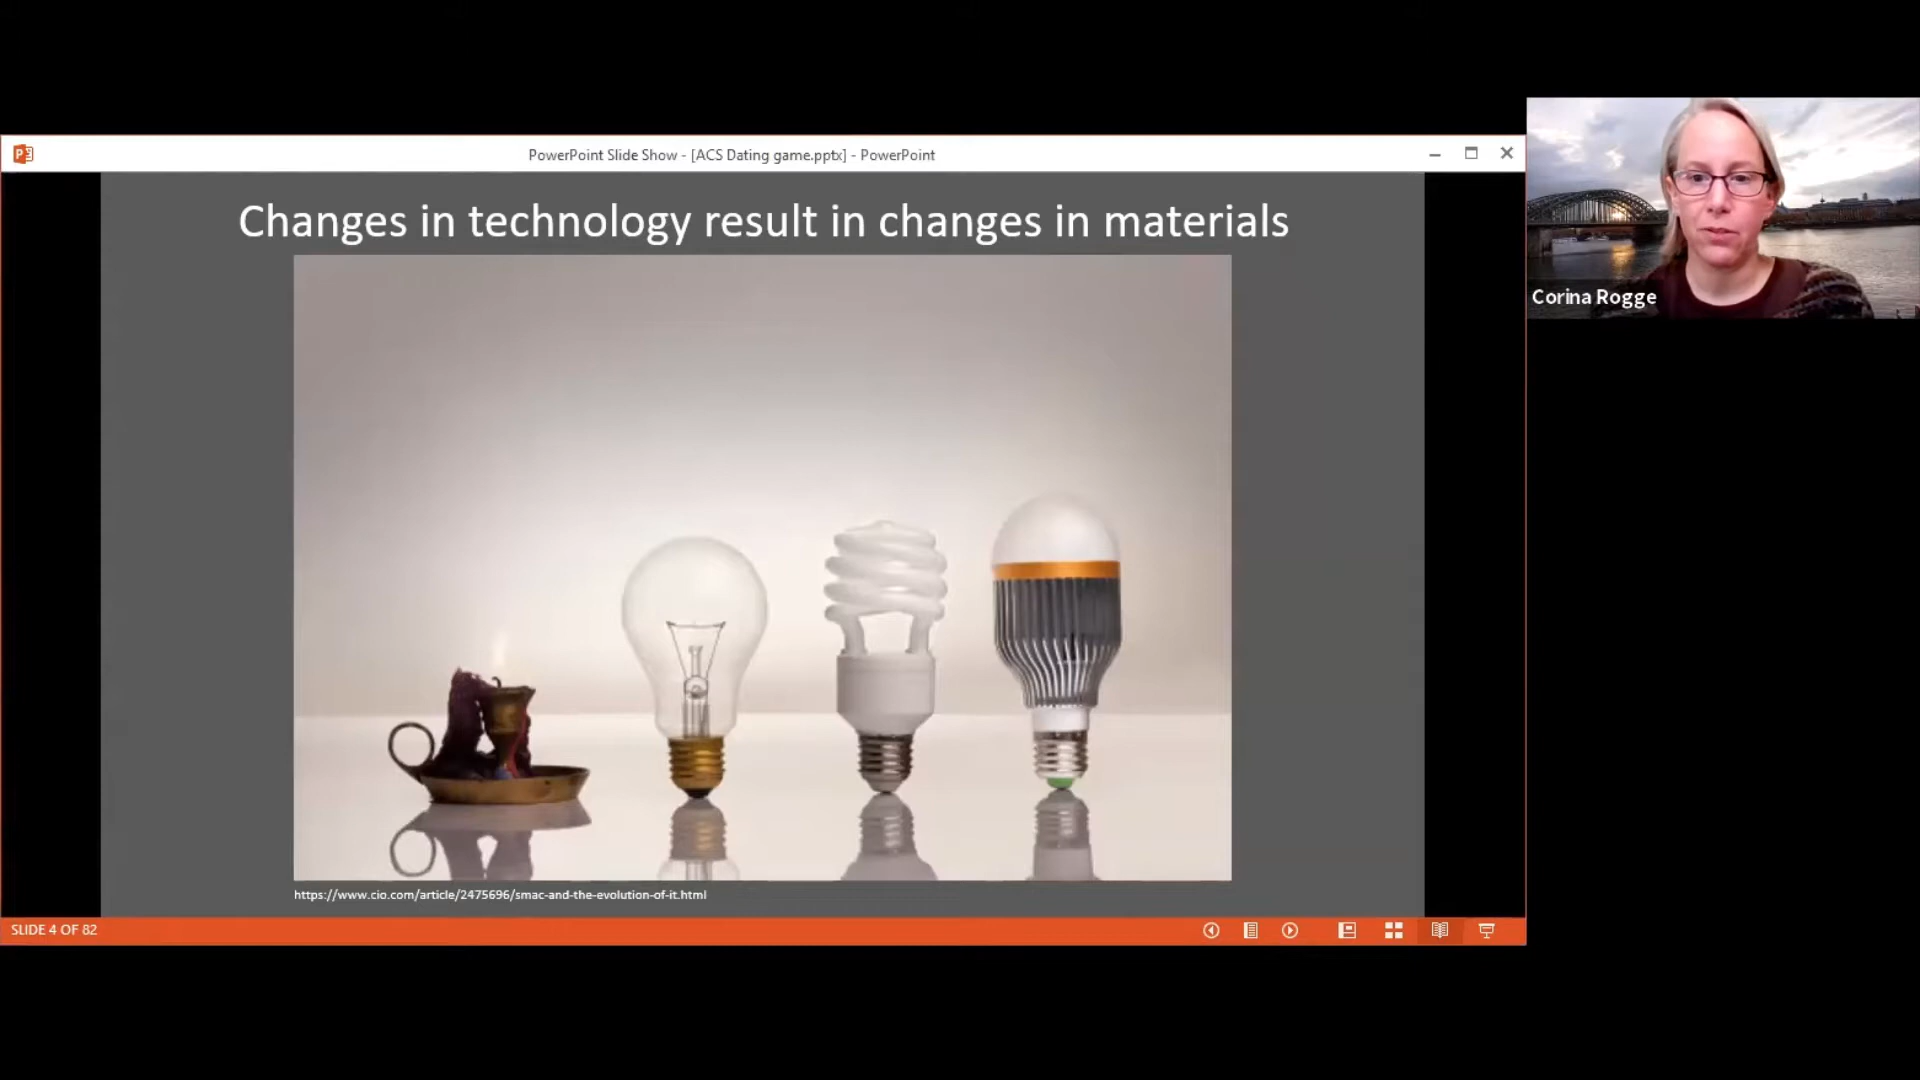 PowerPoint Slide Show - [ACS Dating game.pptx] - PowerPoint
Changes in technology result in changes in materials
Corina Rogge
https://www.cio.com/article/2475696/smac-and-the-evolution-of-it.html
SLIDE 4 OF 82